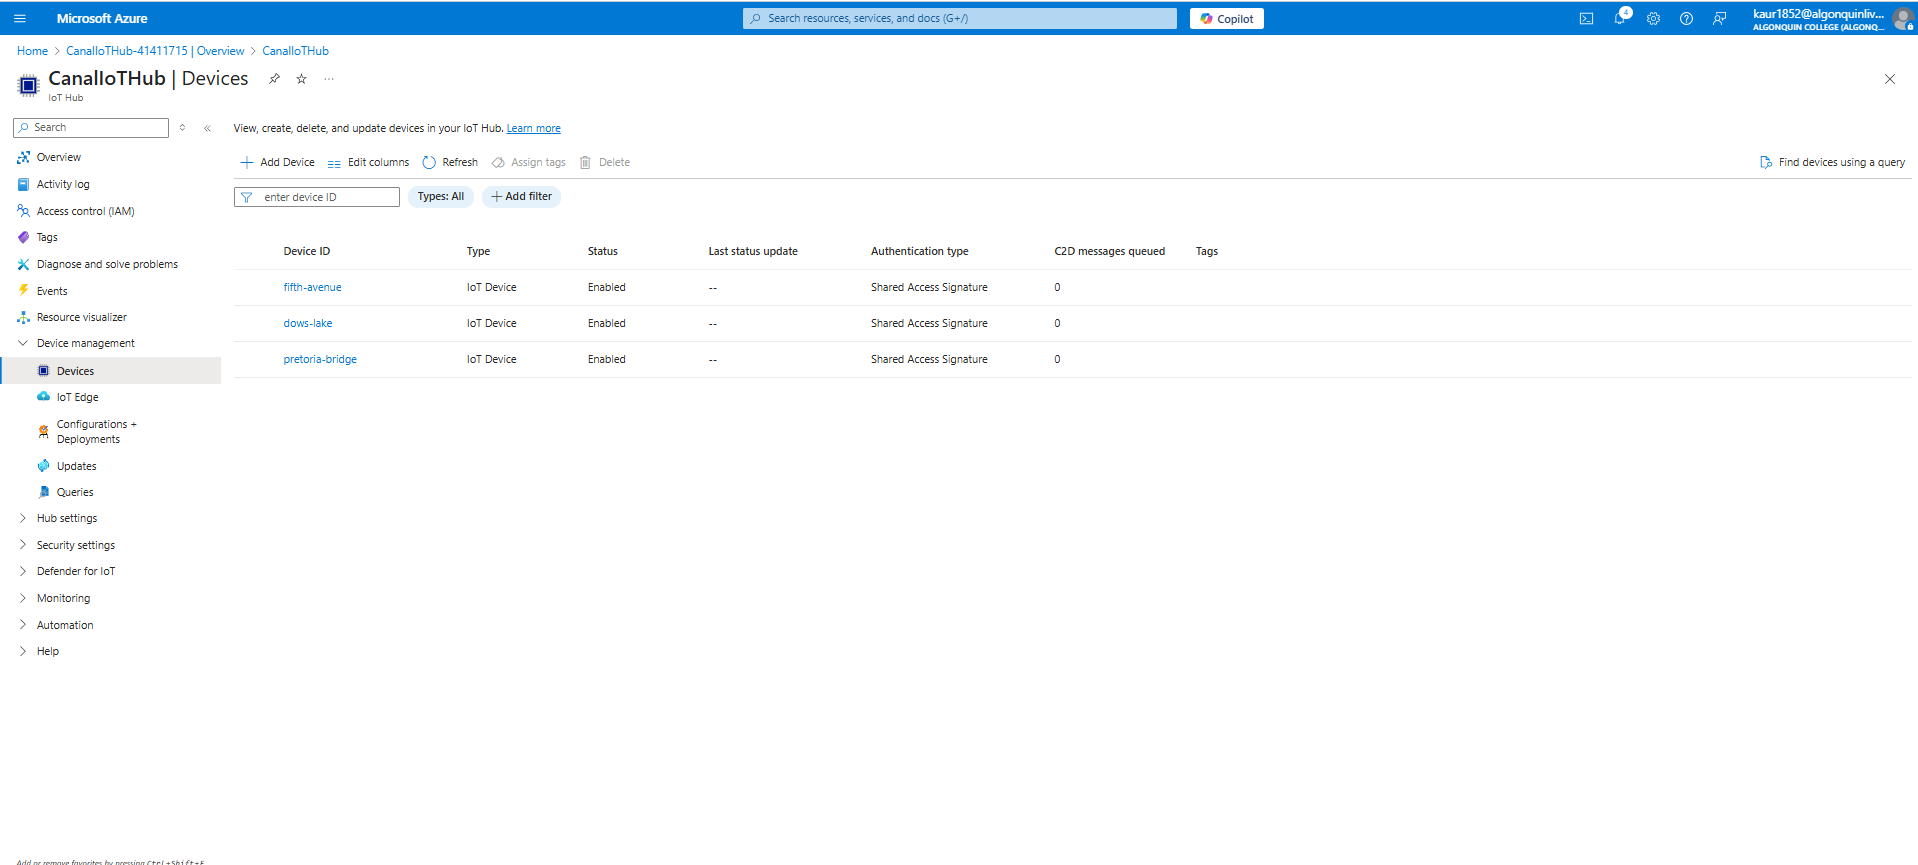 Microsoft Azure
Search resources, services, and docs (G+/)
Copilot
4
kaur1852@algonquinliv...
ALGONQUIN COLLEGE (ALGONQ...
Home > CanalIoTHub-41411715 | Overview > CanalIoTHub
CanalIoTHub | Devices
IoT Hub
Search
View, create, delete, and update devices in your IoT Hub. Learn more
Overview
Activity log
Access control (IAM)
Tags
Diagnose and solve problems
Events
Resource visualizer
Device management
Devices
IoT Edge
Configurations +
Deployments
Updates
Queries
Hub settings
Security settings
Defender for IoT
Monitoring
Automation
Help
Add or remove favorites by pressing Ctrl+Shift+F
Add Device Edit columns Refresh Assign tags Delete Find devices using a query
enter device ID Types: All Add filter
Device ID Type Status Last status update Authentication type C2D messages queued Tags
fifth-avenue IoT Device Enabled -- Shared Access Signature 0
dows-lake IoT Device Enabled -- Shared Access Signature 0
pretoria-bridge IoT Device Enabled -- Shared Access Signature 0